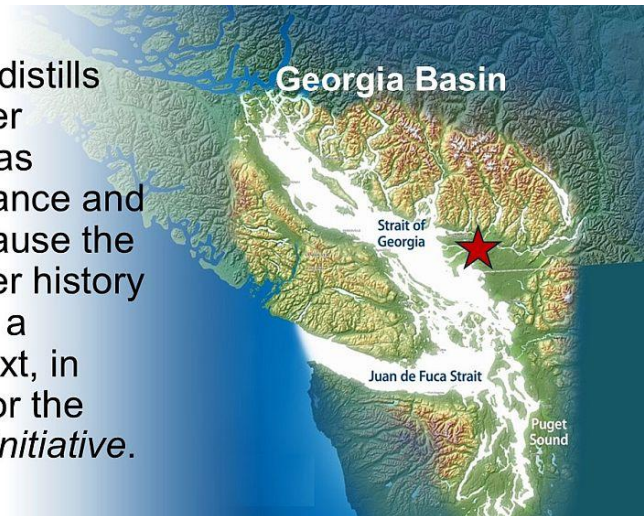 distills
er
as
ance and
ause the
er history
a
xt, in
or the
nitiative.
Georgia Basin
Strait of
Georgia
Juan de Fuca Strait
Puget
Sound